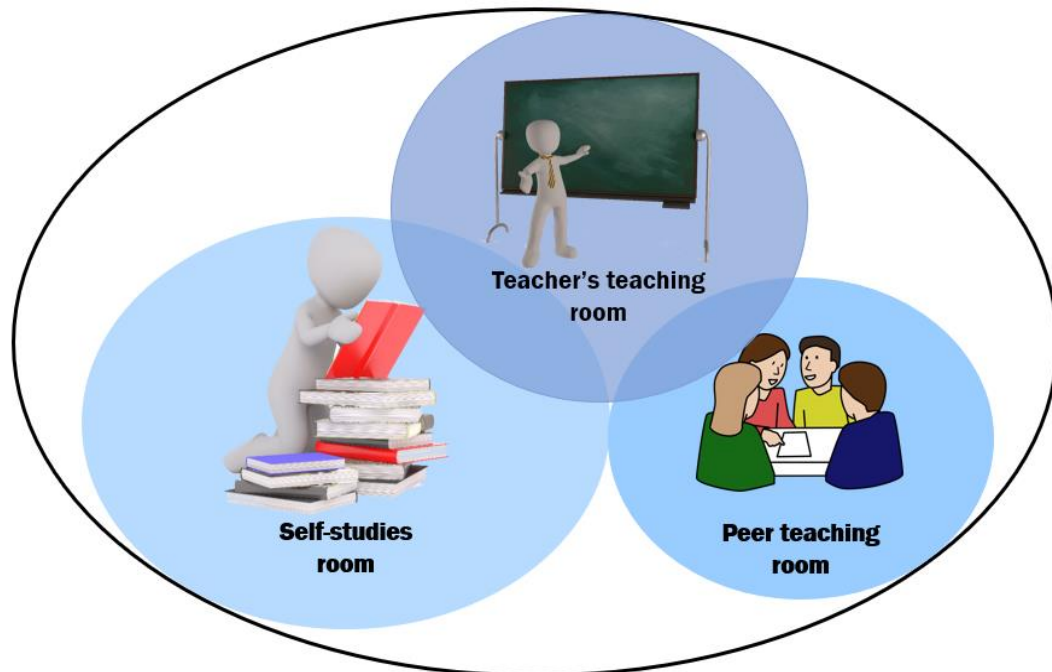 Teacher's teaching
room
Self-studies
room
Peer teaching
room